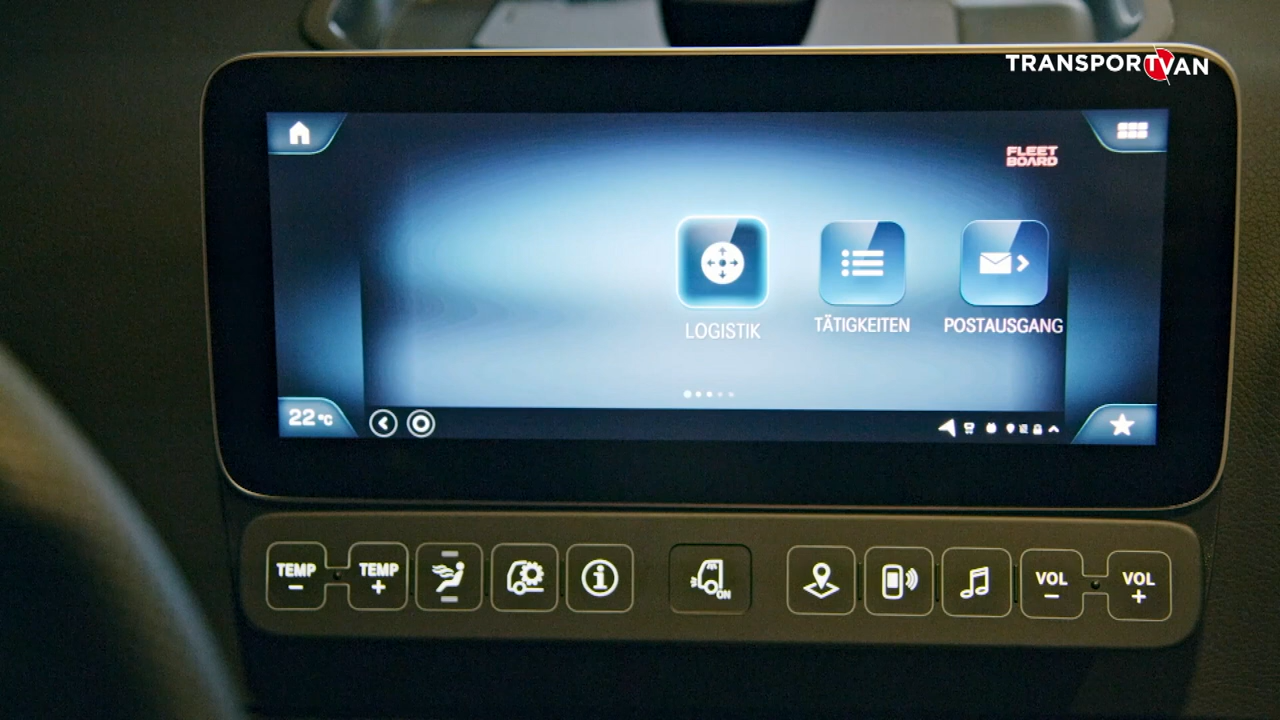 TRANSPORTVAN
FLEET
BOARD
LOGISTIK
TÄTIGKEITEN
POSTAUSGANG
22 °C
TEMP
−
TEMP
+
ON
VOL
−
VOL
+